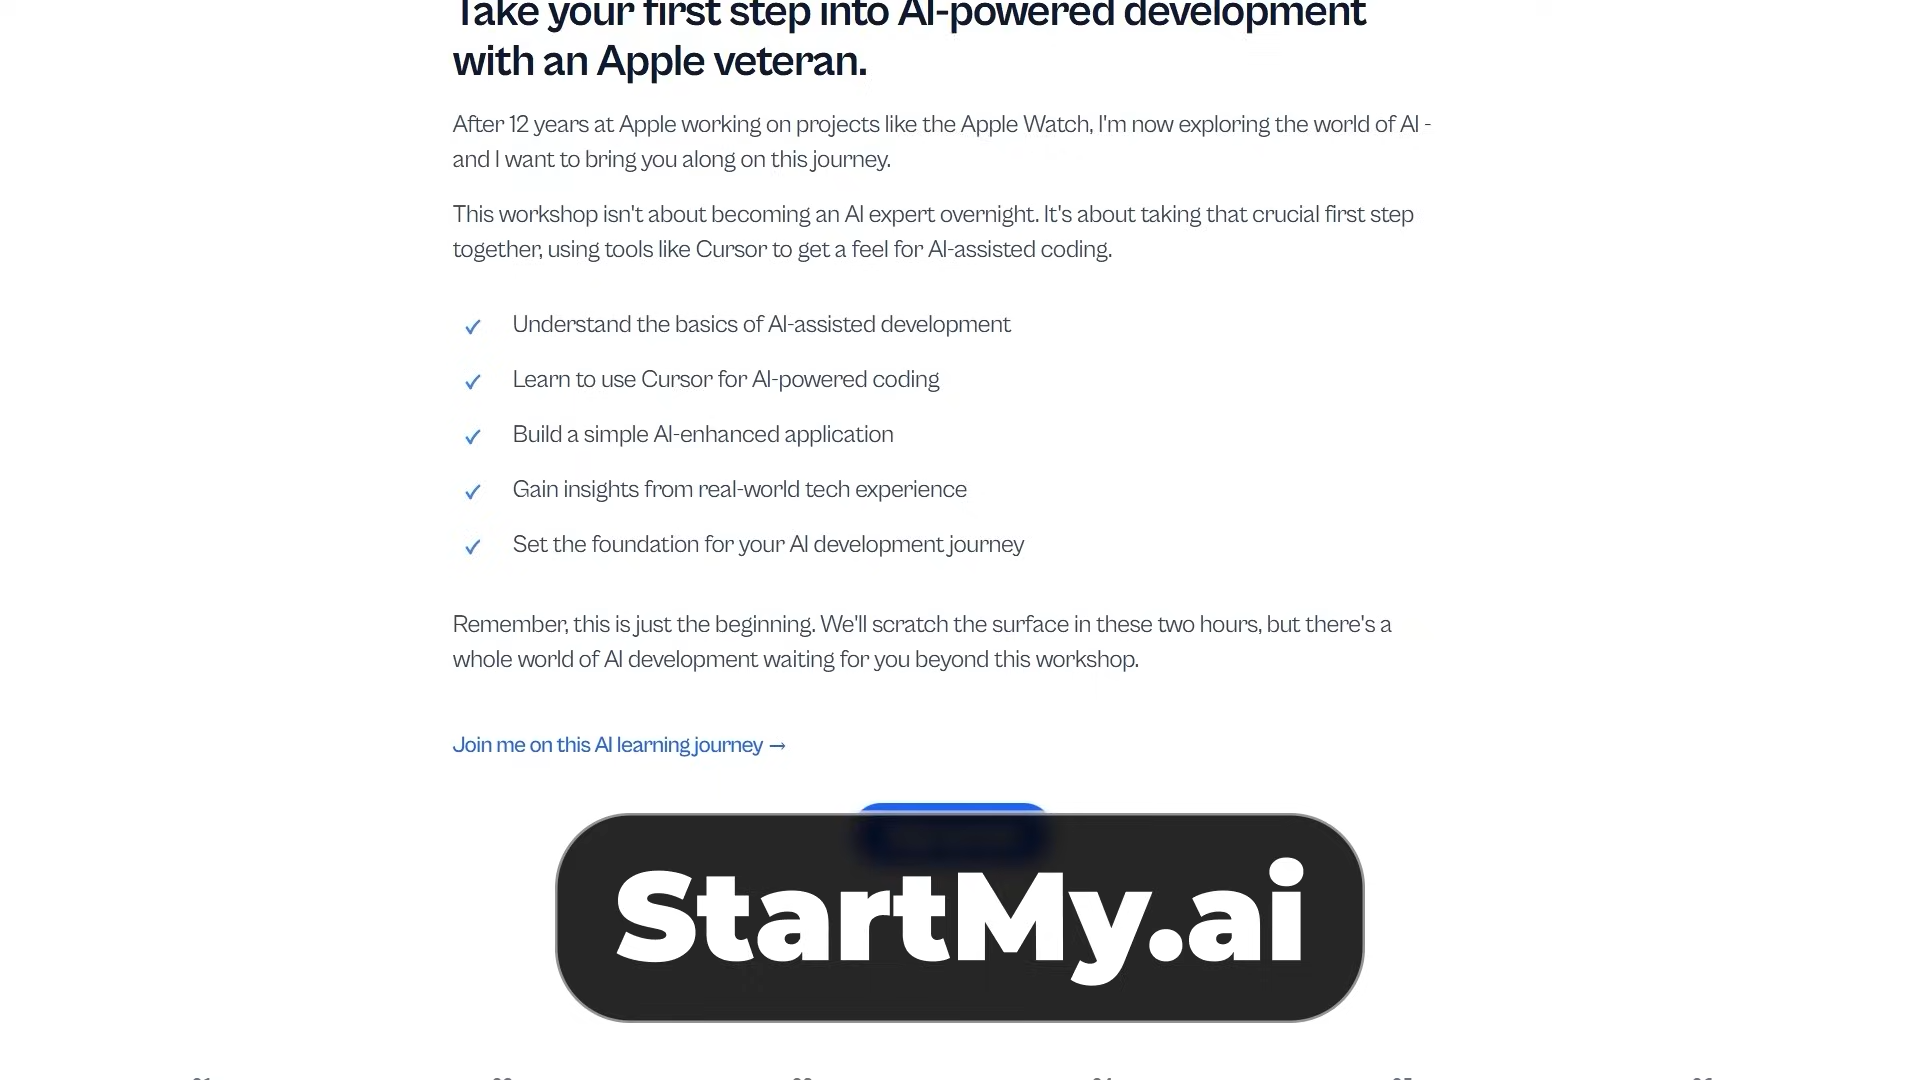 Take your first step into AI-powered development
with an Apple veteran.
After 12 years at Apple working on projects like the Apple Watch, I'm now exploring the world of AI -
and I want to bring you along on this journey.
This workshop isn't about becoming an AI expert overnight. It's about taking that crucial first step
together, using tools like Cursor to get a feel for AI-assisted coding.
✓ Understand the basics of AI-assisted development
✓ Learn to use Cursor for AI-powered coding
✓ Build a simple AI-enhanced application
✓ Gain insights from real-world tech experience
✓ Set the foundation for your AI development journey
Remember, this is just the beginning. We'll scratch the surface in these two hours, but there's a
whole world of AI development waiting for you beyond this workshop.
Join me on this AI learning journey →
StartMy.ai